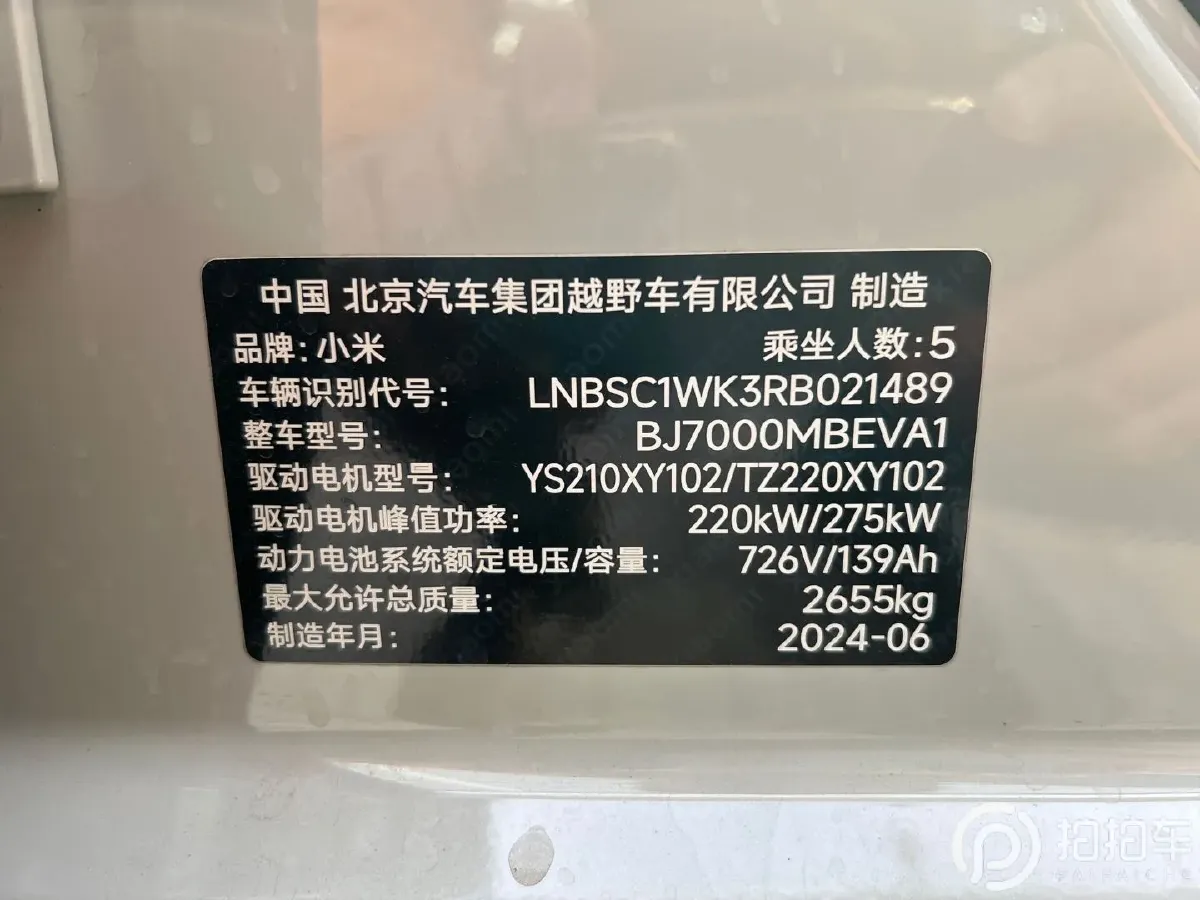 中国 北京汽车集团越野车有限公司 制造
品牌: 小米 乘坐人数: 5
车辆识别代号: LNBSC1WK3RB021489
整车型号: BJ7000MBEVA1
驱动电机型号: YS210XY102/TZ220XY102
驱动电机峰值功率: 220kW/275kW
动力电池系统额定电压/容量: 726V/139Ah
最大允许总质量: 2655kg
制造年月: 2024-06
拍拍车